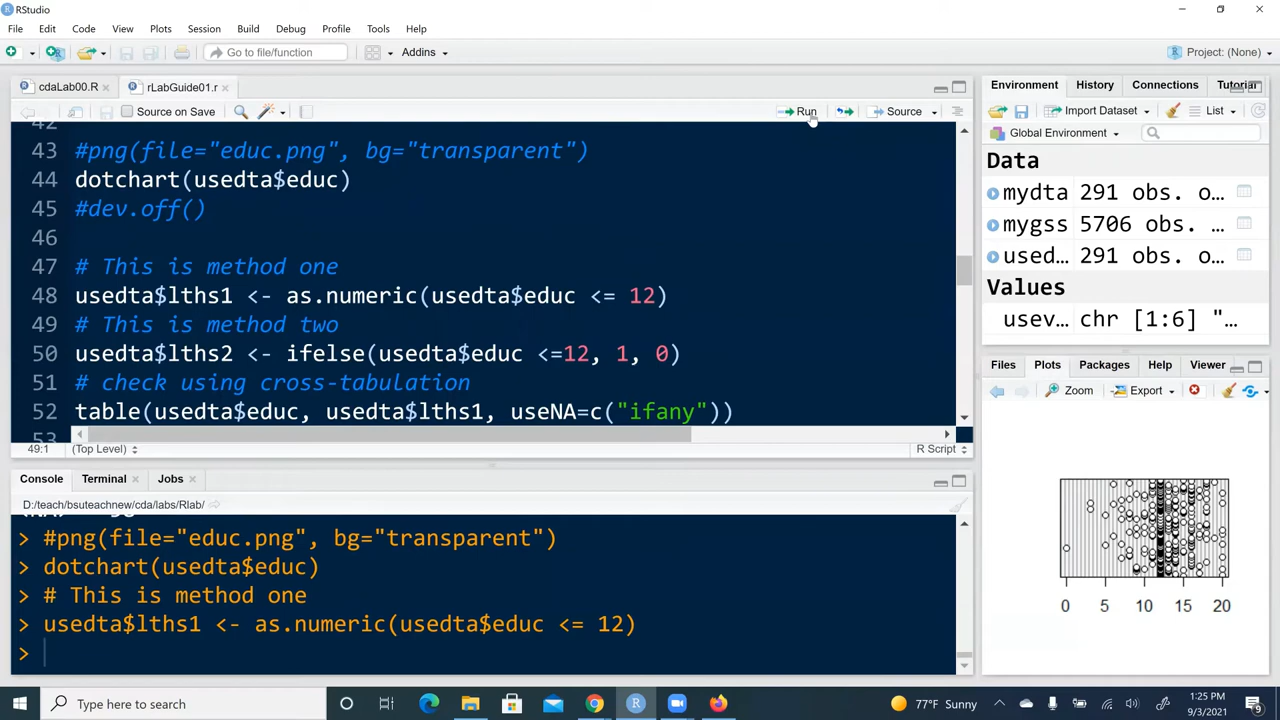 RStudio
File Edit Code View Plots Session Build Debug Profile Tools Help
Go to file/function Addins Project: (None)
cdaLab00.R rLabGuide01.r
Source on Save Run Source
42
43 #png(file="educ.png", bg="transparent")
44 dotchart(usedta$educ)
45 #dev.off()
46
47 # This is method one
48 usedta$lths1 <- as.numeric(usedta$educ <= 12)
49 # This is method two
50 usedta$lths2 <- ifelse(usedta$educ <=12, 1, 0)
51 # check using cross-tabulation
52 table(usedta$educ, usedta$lths1, useNA=c("ifany"))
53
49:1 (Top Level) R Script
Console Terminal Jobs
D:/teach/bsuteachnew/cda/labs/Rlab/
> #png(file="educ.png", bg="transparent")
> dotchart(usedta$educ)
> # This is method one
> usedta$lths1 <- as.numeric(usedta$educ <= 12)
>
Environment History Connections Tutorial
Import Dataset List
Global Environment
Data
mydta 291 obs. o…
mygss 5706 obs. …
used… 291 obs. o…
Values
usev… chr [1:6] "…
Files Plots Packages Help Viewer
Zoom Export
0 5 10 15 20
Type here to search
77°F Sunny
1:25 PM
9/3/2021